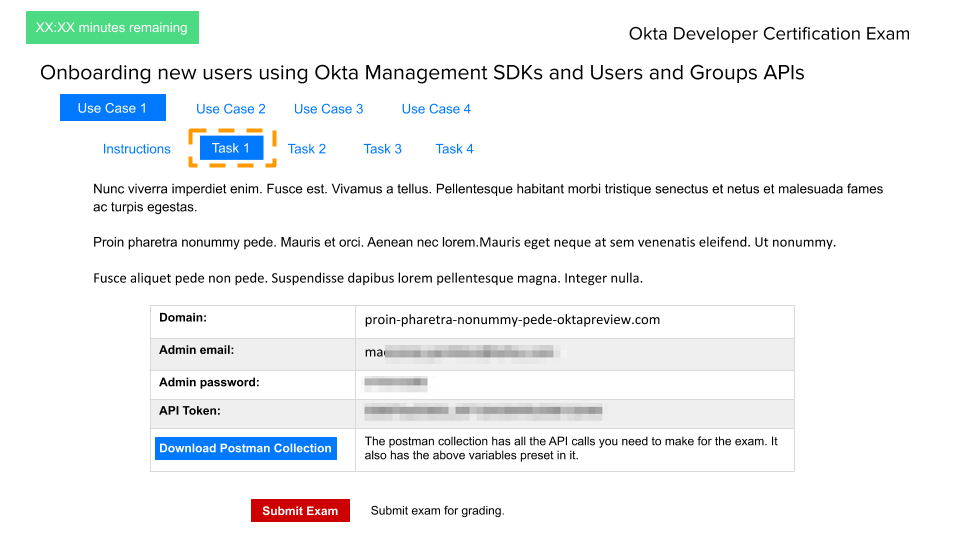 XX:XX minutes remaining
Okta Developer Certification Exam
Onboarding new users using Okta Management SDKs and Users and Groups APIs
Use Case 1 Use Case 2 Use Case 3 Use Case 4
Instructions Task 1 Task 2 Task 3 Task 4
Nunc viverra imperdiet enim. Fusce est. Vivamus a tellus. Pellentesque habitant morbi tristique senectus et netus et malesuada fames
ac turpis egestas.
Proin pharetra nonummy pede. Mauris et orci. Aenean nec lorem.Mauris eget neque at sem venenatis eleifend. Ut nonummy.
Fusce aliquet pede non pede. Suspendisse dapibus lorem pellentesque magna. Integer nulla.
Domain: proin-pharetra-nonummy-pede-oktapreview.com
Admin email:
Admin password:
API Token:
Download Postman Collection
The postman collection has all the API calls you need to make for the exam. It
also has the above variables preset in it.
Submit Exam Submit exam for grading.